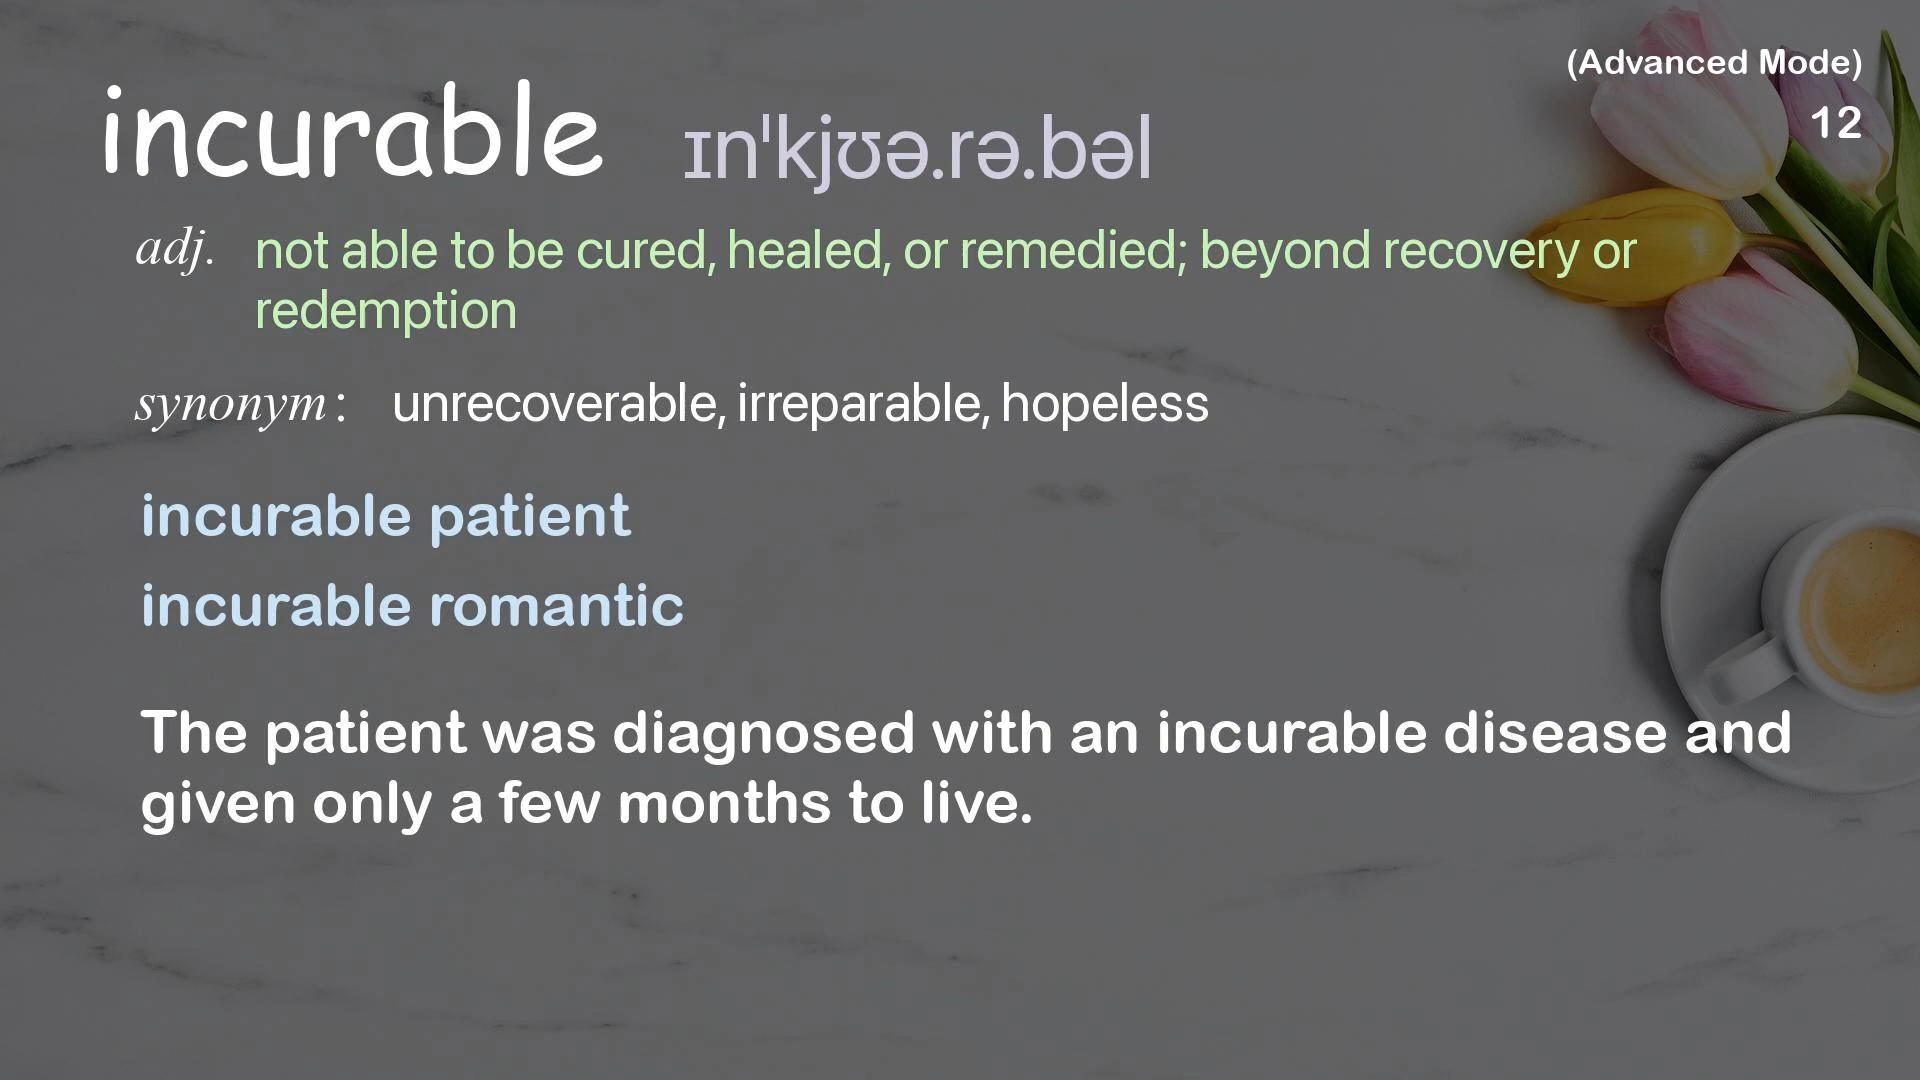 (Advanced Mode)
12
incurable ɪnˈkjʊə.rə.bəl
adj. not able to be cured, healed, or remedied; beyond recovery or
redemption
synonym: unrecoverable, irreparable, hopeless
incurable patient
incurable romantic
The patient was diagnosed with an incurable disease and
given only a few months to live.